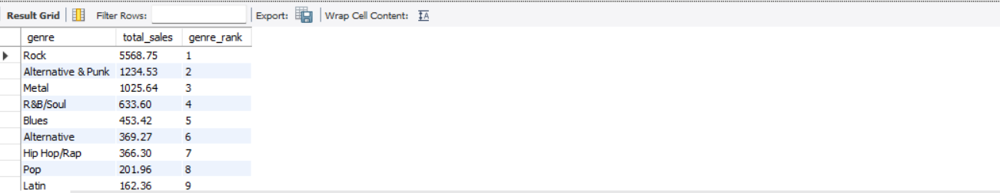 Result Grid Filter Rows: Export: Wrap Cell Content:
genre total_sales genre_rank
Rock 5568.75 1
Alternative & Punk 1234.53 2
Metal 1025.64 3
R&B/Soul 633.60 4
Blues 453.42 5
Alternative 369.27 6
Hip Hop/Rap 366.30 7
Pop 201.96 8
Latin 162.36 9